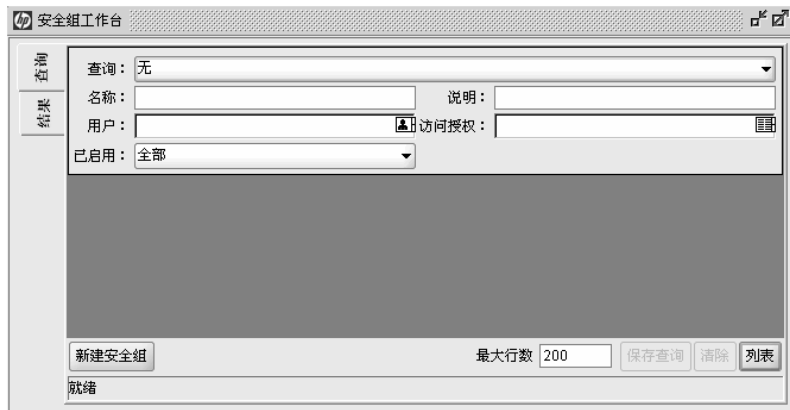 hp 安全组工作台
查询
结果
查询： 无
名称： 说明：
用户： 访问授权：
已启用： 全部
新建安全组 最大行数 200 保存查询 清除 列表
就绪